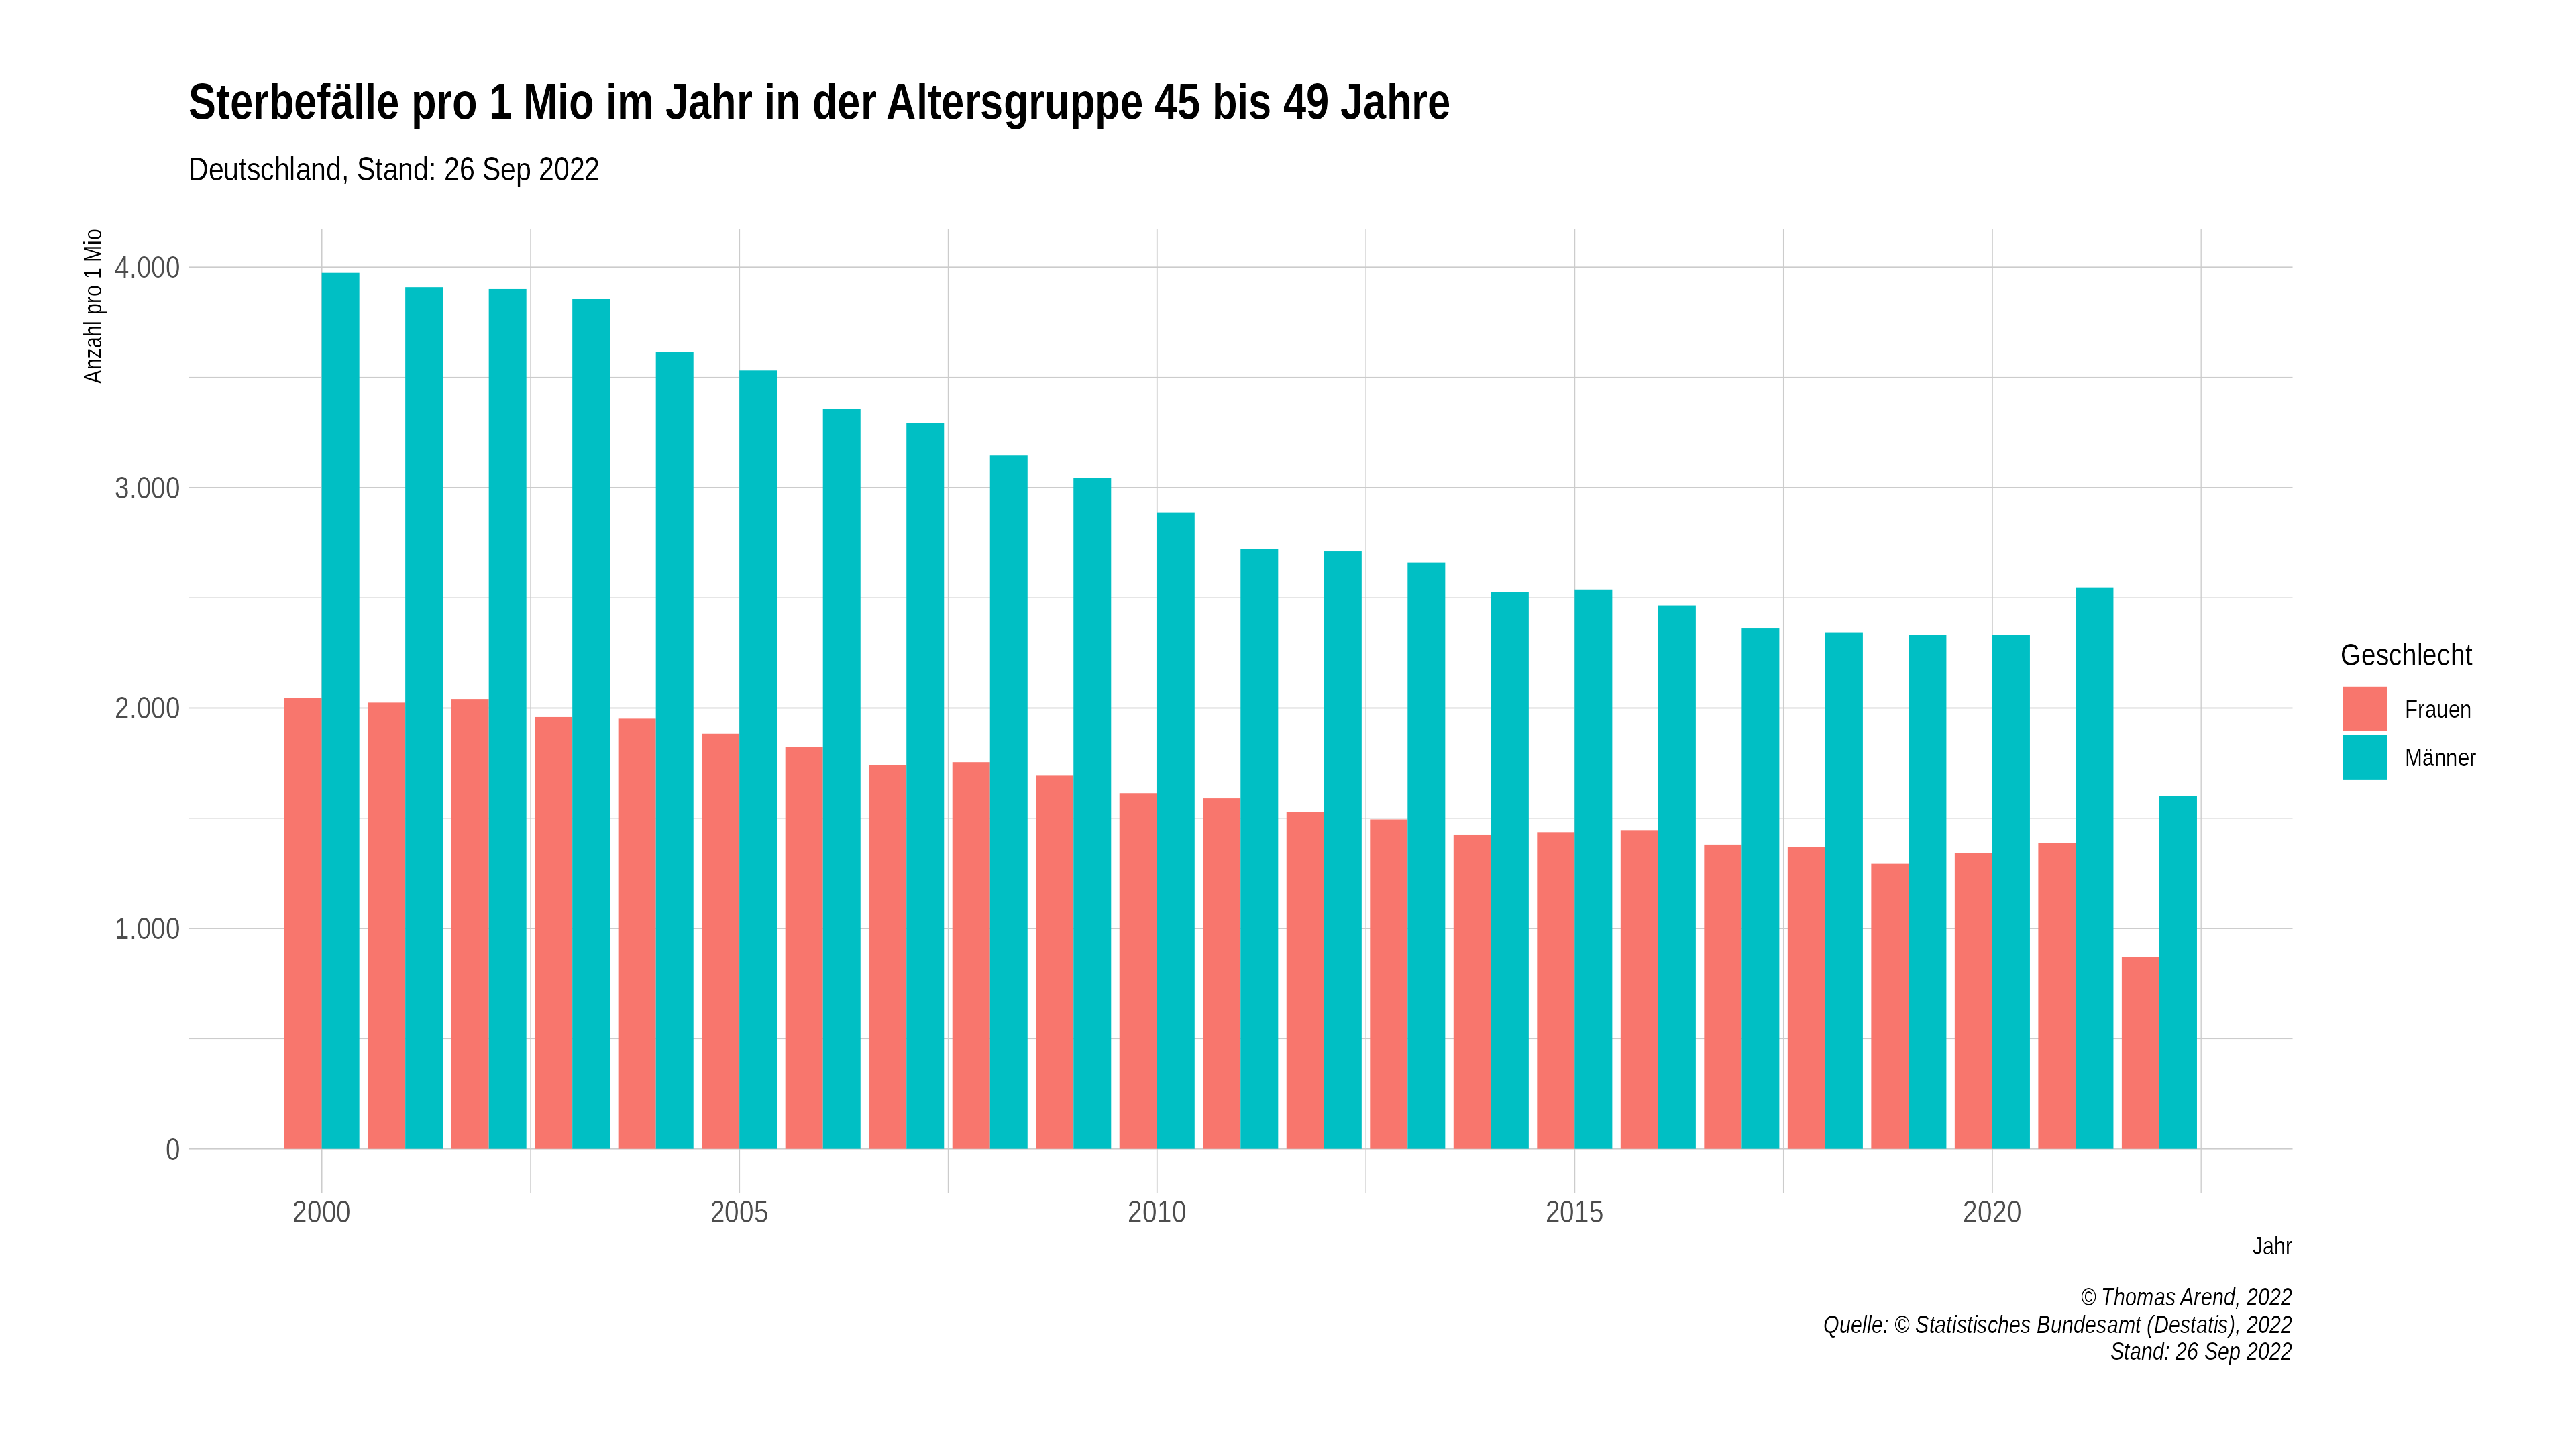 Sterbefälle pro 1 Mio im Jahr in der Altersgruppe 45 bis 49 Jahre
Deutschland, Stand: 26 Sep 2022
Anzahl pro 1 Mio
4.000
3.000
2.000
1.000
0
2000
2005
2010
2015
2020
Jahr
Geschlecht
Frauen
Männer
© Thomas Arend, 2022
Quelle: © Statistisches Bundesamt (Destatis), 2022
Stand: 26 Sep 2022